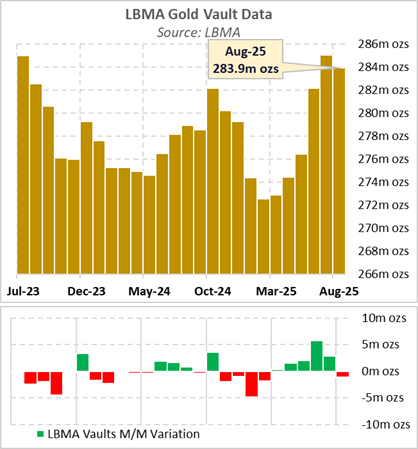 LBMA Gold Vault Data
Source: LBMA
Aug-25
283.9m ozs
286m ozs
284m ozs
282m ozs
280m ozs
278m ozs
276m ozs
274m ozs
272m ozs
270m ozs
268m ozs
266m ozs
Jul-23 Dec-23 May-24 Oct-24 Mar-25 Aug-25
10m ozs
5m ozs
0m ozs
-5m ozs
-10m ozs
LBMA Vaults M/M Variation